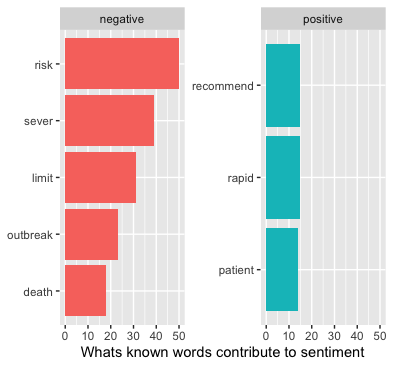 negative
positive
risk
sever
limit
outbreak
death
recommend
rapid
patient
0 10 20 30 40 50
0 10 20 30 40 50
Whats known words contribute to sentiment